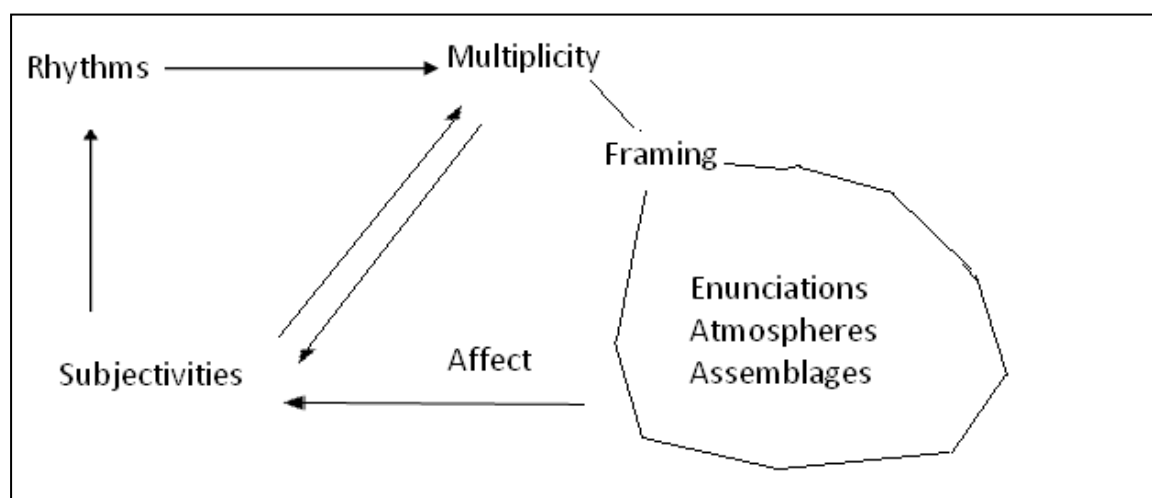 Rhythms
Multiplicity
Framing
Enunciations
Atmospheres
Assemblages
Affect
Subjectivities